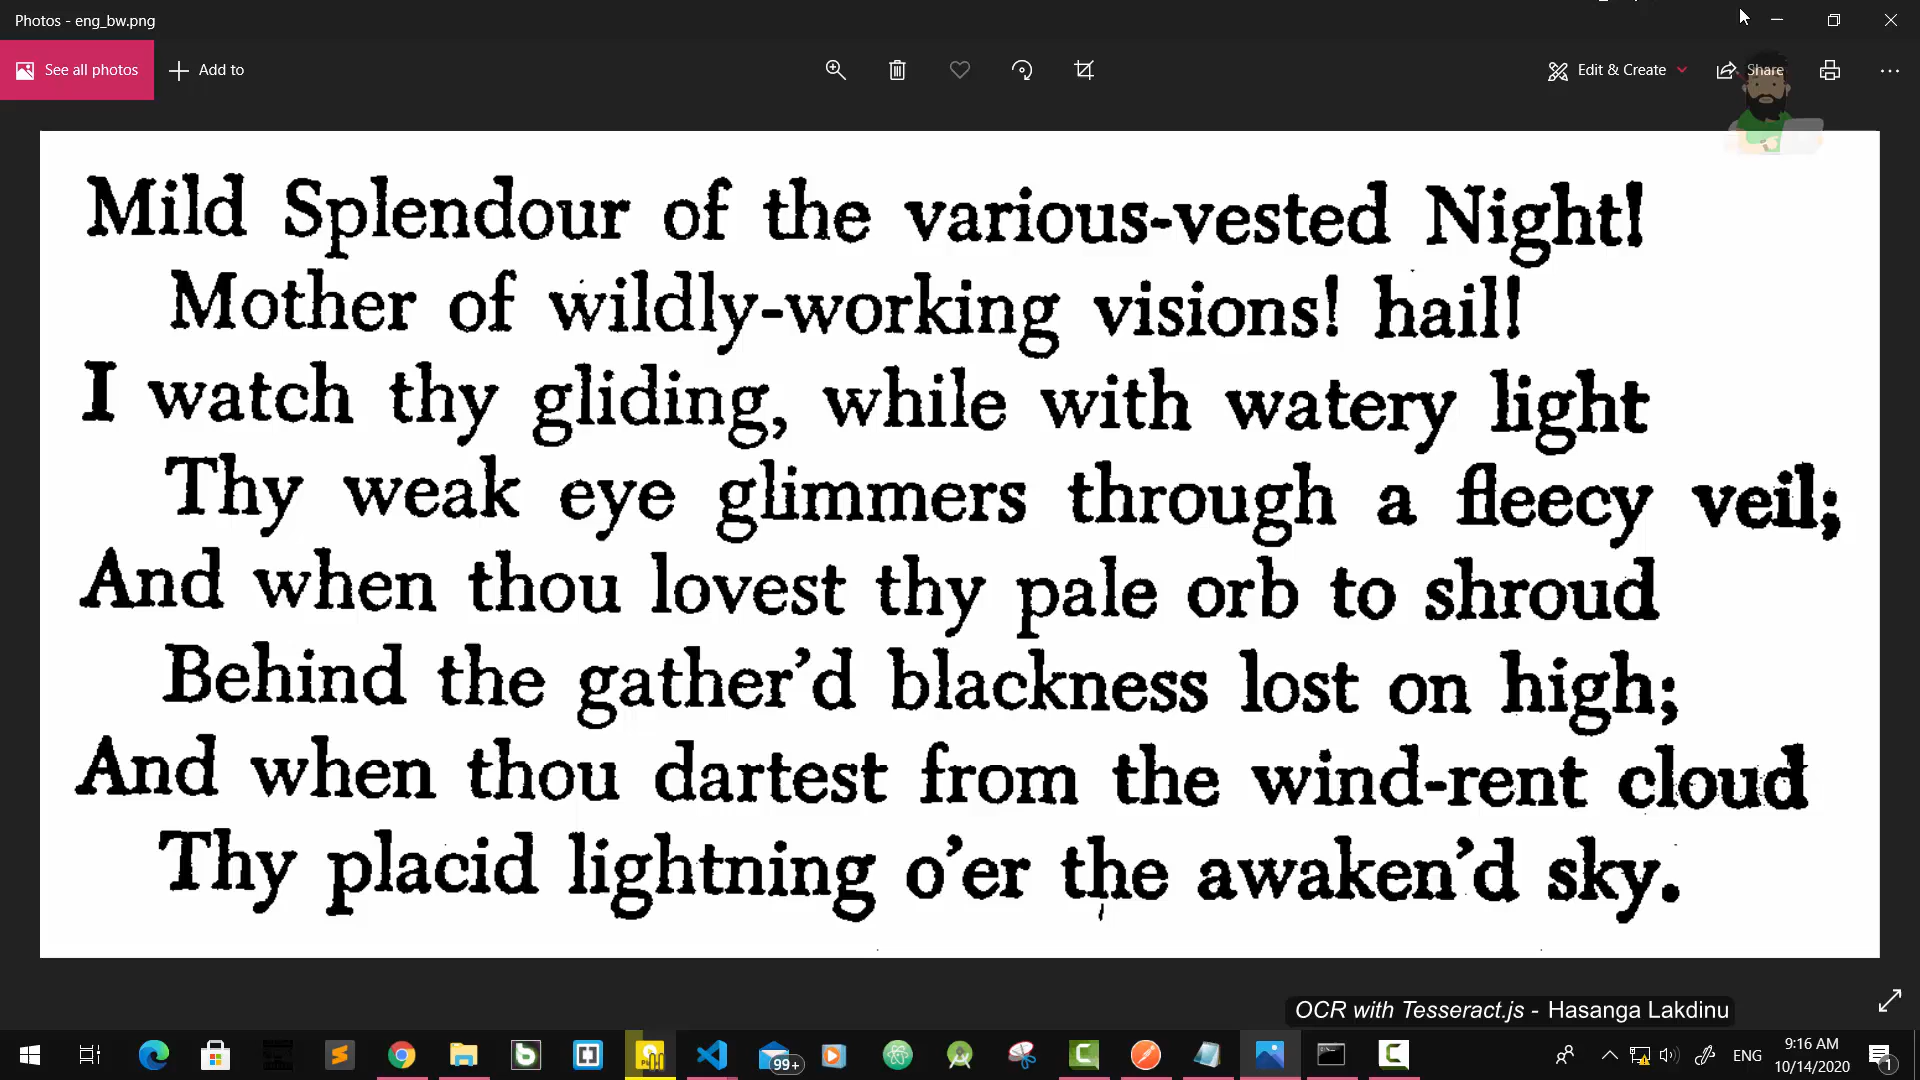 Photos - eng_bw.png
See all photos
Add to
Edit & Create
Share
Mild Splendour of the various-vested Night!
Mother of wildly-working visions! hail!
I watch thy gliding, while with watery light
Thy weak eye glimmers through a fleecy veil;
And when thou lovest thy pale orb to shroud
Behind the gather'd blackness lost on high;
And when thou dartest from the wind-rent cloud
Thy placid lightning o'er the awaken'd sky.
OCR with Tesseract.js - Hasanga Lakdinu
99+
ENG
9:16 AM
10/14/2020
1